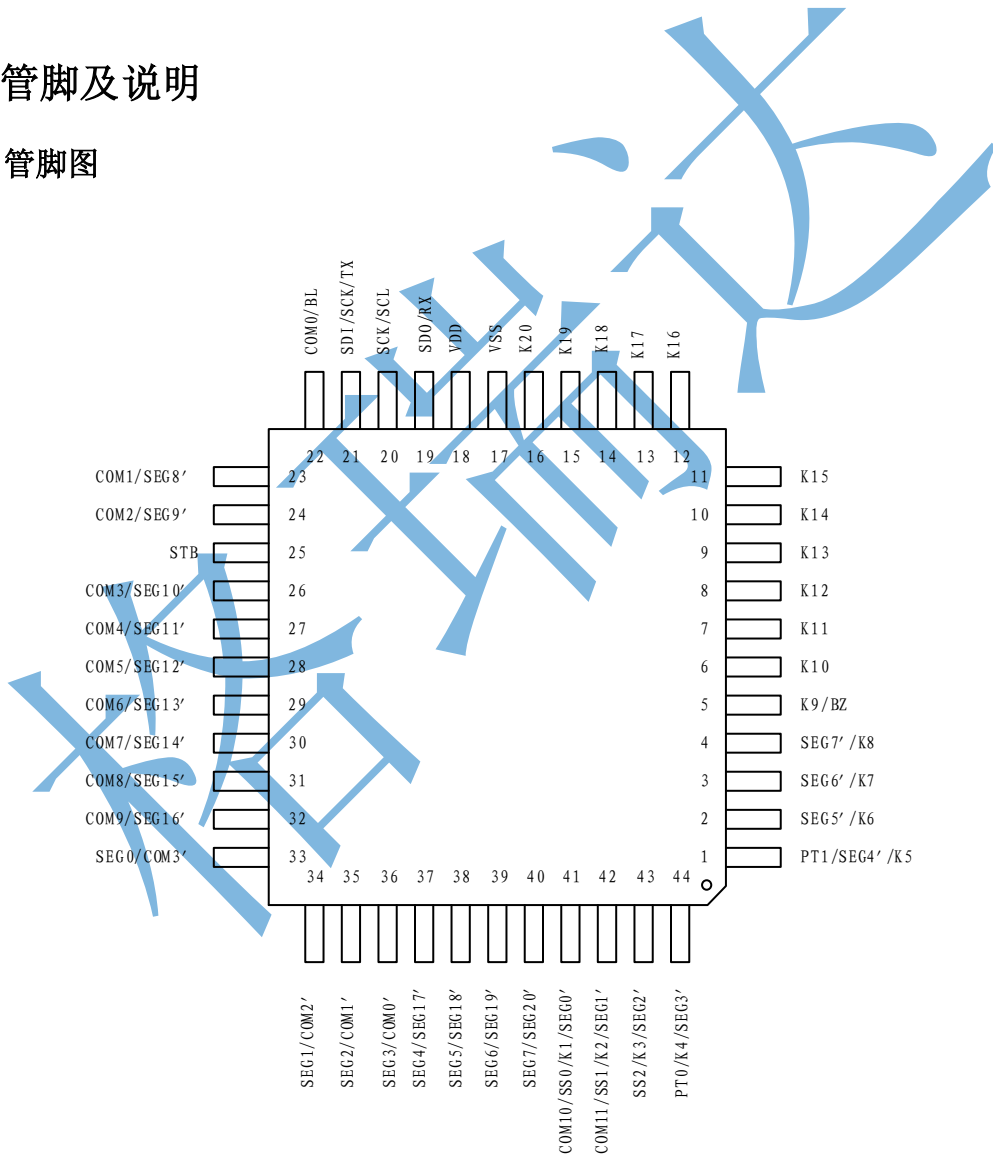 管脚及说明
管脚图
COM0/BL
SDI/SCK/TX
SCK/SCL
SDO/RX
VDD
VSS
K20
K19
K18
K17
K16
22 21 20 19 18 17 16 15 14 13 12
COM1/SEG8′ 23 11 K15
COM2/SEG9′ 24 10 K14
STB 25 9 K13
COM3/SEG10′ 26 8 K12
COM4/SEG11′ 27 7 K11
COM5/SEG12′ 28 6 K10
COM6/SEG13′ 29 5 K9/BZ
COM7/SEG14′ 30 4 SEG7′/K8
COM8/SEG15′ 31 3 SEG6′/K7
COM9/SEG16′ 32 2 SEG5′/K6
SEG0/COM3′ 33 1 PT1/SEG4′/K5
34 35 36 37 38 39 40 41 42 43 44
SEG1/COM2′
SEG2/COM1′
SEG3/COM0′
SEG4/SEG17′
SEG5/SEG18′
SEG6/SEG19′
SEG7/SEG20′
COM10/SS0/K1/SEG0′
COM11/SS1/K2/SEG1′
SS2/K3/SEG2′
PT0/K4/SEG3′